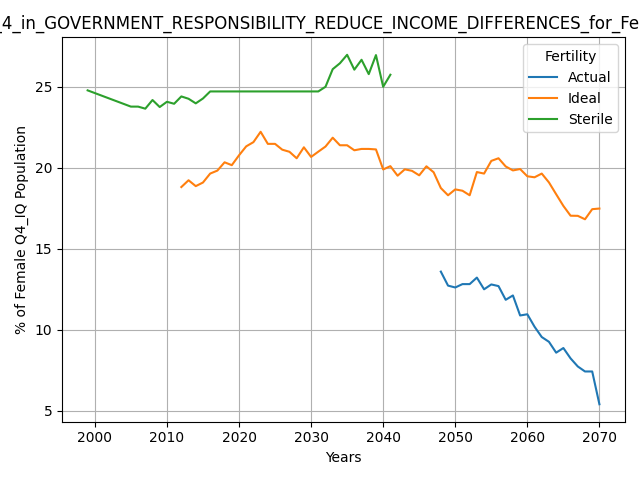 _4_in_GOVERNMENT_RESPONSIBILITY_REDUCE_INCOME_DIFFERENCES_for_Fe
Fertility
Actual
Ideal
Sterile
% of Female Q4_IQ Population
25
20
15
10
5
2000 2010 2020 2030 2040 2050 2060 2070
Years